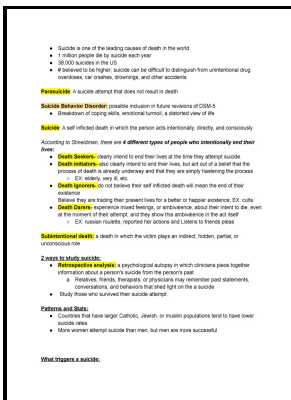 ● Suicide is one of the leading causes of death in the world
● 1 million people die by suicide each year
● 38,000 suicides in the US
● # believed to be higher; suicide can be difficult to distinguish from unintentional drug
overdoses, car crashes, drownings, and other accidents
Parasuicide: A suicide attempt that does not result in death
Suicide Behavior Disorder: possible inclusion in future revisions of DSM-5
● Breakdown of coping skills, emotional turmoil, a distorted view of life
Suicide: A self inflicted death in which the person acts intentionally, directly, and consciously.
According to Shneidman, there are 4 different types of people who intentionally end their
lives:
● Death Seekers- clearly intend to end their lives at the time they attempt suicide.
● Death initiators- also clearly intend to end their lives, but act out of a belief that the
process of death is already underway and that they are simply hastening the process
○ EX: elderly, very ill, etc.
● Death ignorers- do not believe their self inflicted death will mean the end of their
existence
Believe they are trading their present lives for a better or happier existence; EX: cults.
● Death Darers- experience mixed feelings, or ambivalence, about their intent to die, even
at the moment of their attempt, and they show this ambivalence in the act itself
○ EX: russian roulette, reported her actions and Listens to friends pleas
Subintentional death: a death in which the victim plays an indirect, hidden, partial, or
unconscious role
2 ways to study suicide:
● Retrospective analysis: a psychological autopsy in which clinicians piece together
information about a person's suicide from the person's past
a. Relatives, friends, therapists, or physicians may remember past statements,
conversations, and behaviors that shed light on the a suicide
● Study those who survived their suicide attempt
Patterns and Stats:
● Countries that have larger Catholic, Jewish, or muslim populations tend to have lower
suicide rates
● More women attempt suicide than men, but men are more successful
What triggers a suicide: